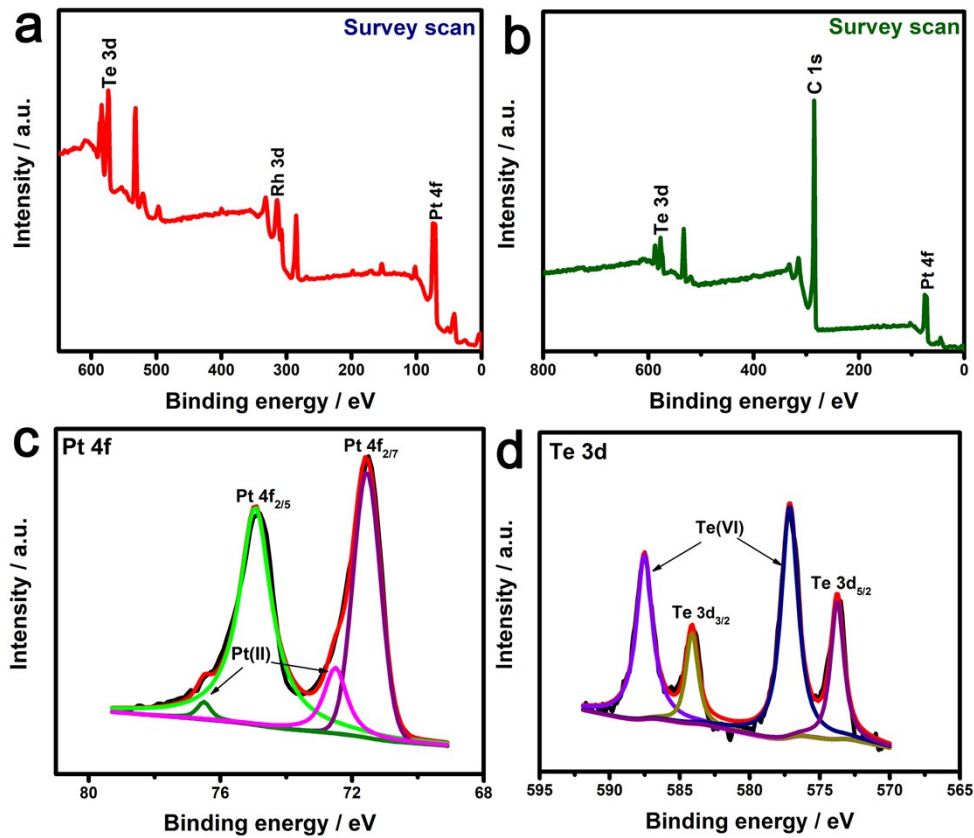 a
Survey scan
Te 3d
Rh 3d
Pt 4f
Intensity / a.u.
600 500 400 300 200 100 0
Binding energy / eV
b
Survey scan
C 1s
Te 3d
Pt 4f
Intensity / a.u.
800 600 400 200 0
Binding energy / eV
c
Pt 4f
Pt 4f2/7
Pt 4f2/5
Pt(II)
Intensity / a.u.
80 76 72 68
Binding energy / eV
d
Te 3d
Te(VI)
Te 3d5/2
Te 3d3/2
Intensity / a.u.
595 590 585 580 575 570 565
Binding energy / eV